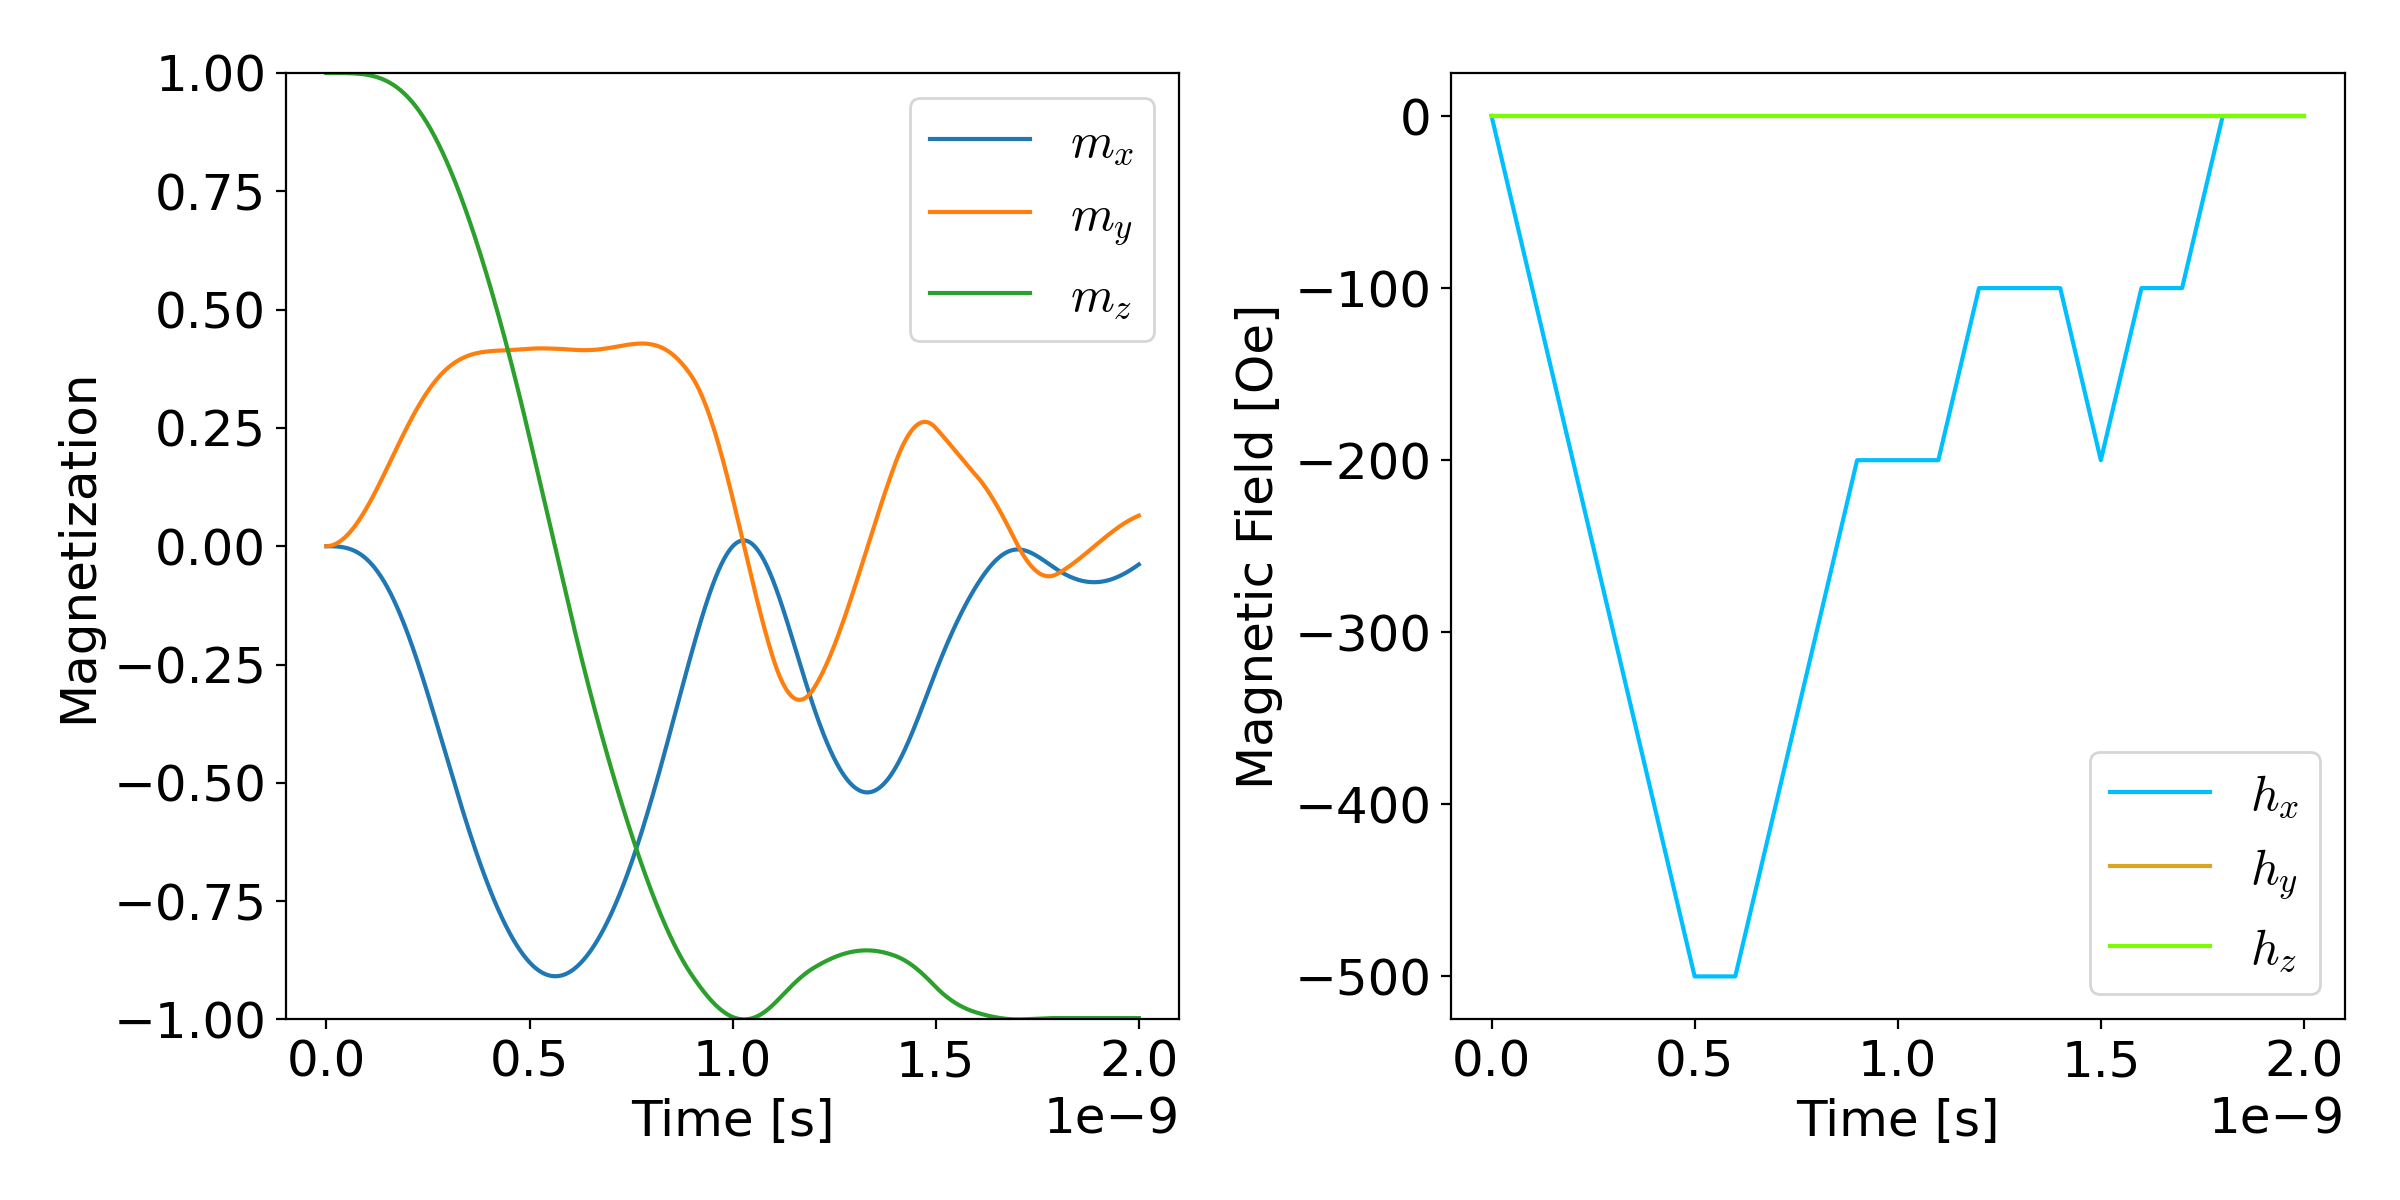 Magnetization
1.00
0.75
0.50
0.25
0.00
−0.25
−0.50
−0.75
−1.00
0.0 0.5 1.0 1.5 2.0
Time [s]
1e−9
m_x
m_y
m_z
Magnetic Field [Oe]
0
−100
−200
−300
−400
−500
0.0 0.5 1.0 1.5 2.0
Time [s]
1e−9
h_x
h_y
h_z